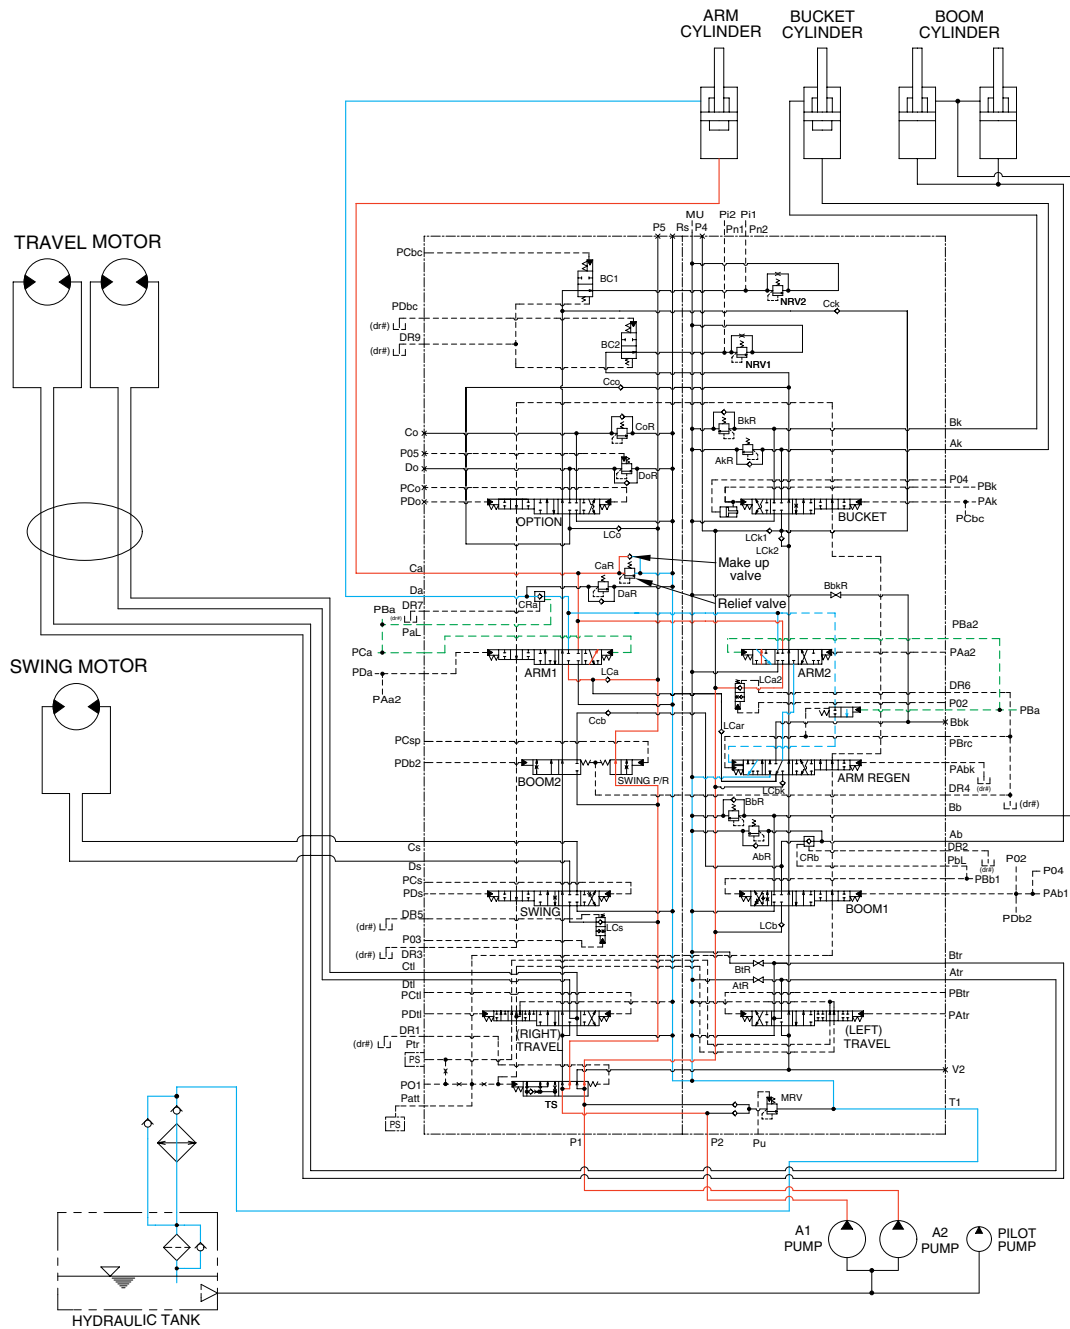 ARM
CYLINDER
BUCKET
CYLINDER
BOOM
CYLINDER
TRAVEL MOTOR
MU
Pi2
Pi1
P5
Rs
P4
Pn1
Pn2
PCbc
BC1
NRV2
Cck
PDbc
(dr#)
DR9
(dr#)
BC2
NRV1
Cco
Co
CoR
BkR
Bk
P05
AkR
Ak
Do
DoR
P04
PCo
PBk
PDo
PAk
OPTION
BUCKET
PCbc
LCo
LCk1
LCk2
Ca
CaR
Make up
valve
Da
DaR
Relief valve
BbkR
CRa
PBa
DR7
(dr#)
PaL
PBa2
PCa
PAa2
PDa
ARM1
LCa
ARM2
LCa2
DR6
PAa2
P02
PBa
Ccb
LCar
Bbk
PCsp
PBrc
PDb2
BOOM2
SWING P/R
ARM REGEN
PAbk
(dr#)
LCbk
DR4
(dr#)
BbR
Bb
AbR
CRb
Ab
DR2
(dr#)
PbL
P02
P04
SWING MOTOR
Cs
Ds
PCs
PBb1
PDs
PAb1
SWING
BOOM1
PDb2
DR5
(dr#)
LCs
LCb
P03
(dr#)
DR3
Ctl
BtR
Btr
AtR
Atr
Dtl
PCtl
PBtr
PDtl
PAtr
(RIGHT)
TRAVEL
(LEFT)
TRAVEL
DR1
(dr#)
Ptr
PS
V2
PO1
TS
Patt
MRV
T1
PS
P1
P2
Pu
A1
PUMP
A2
PUMP
PILOT
PUMP
HYDRAULIC TANK